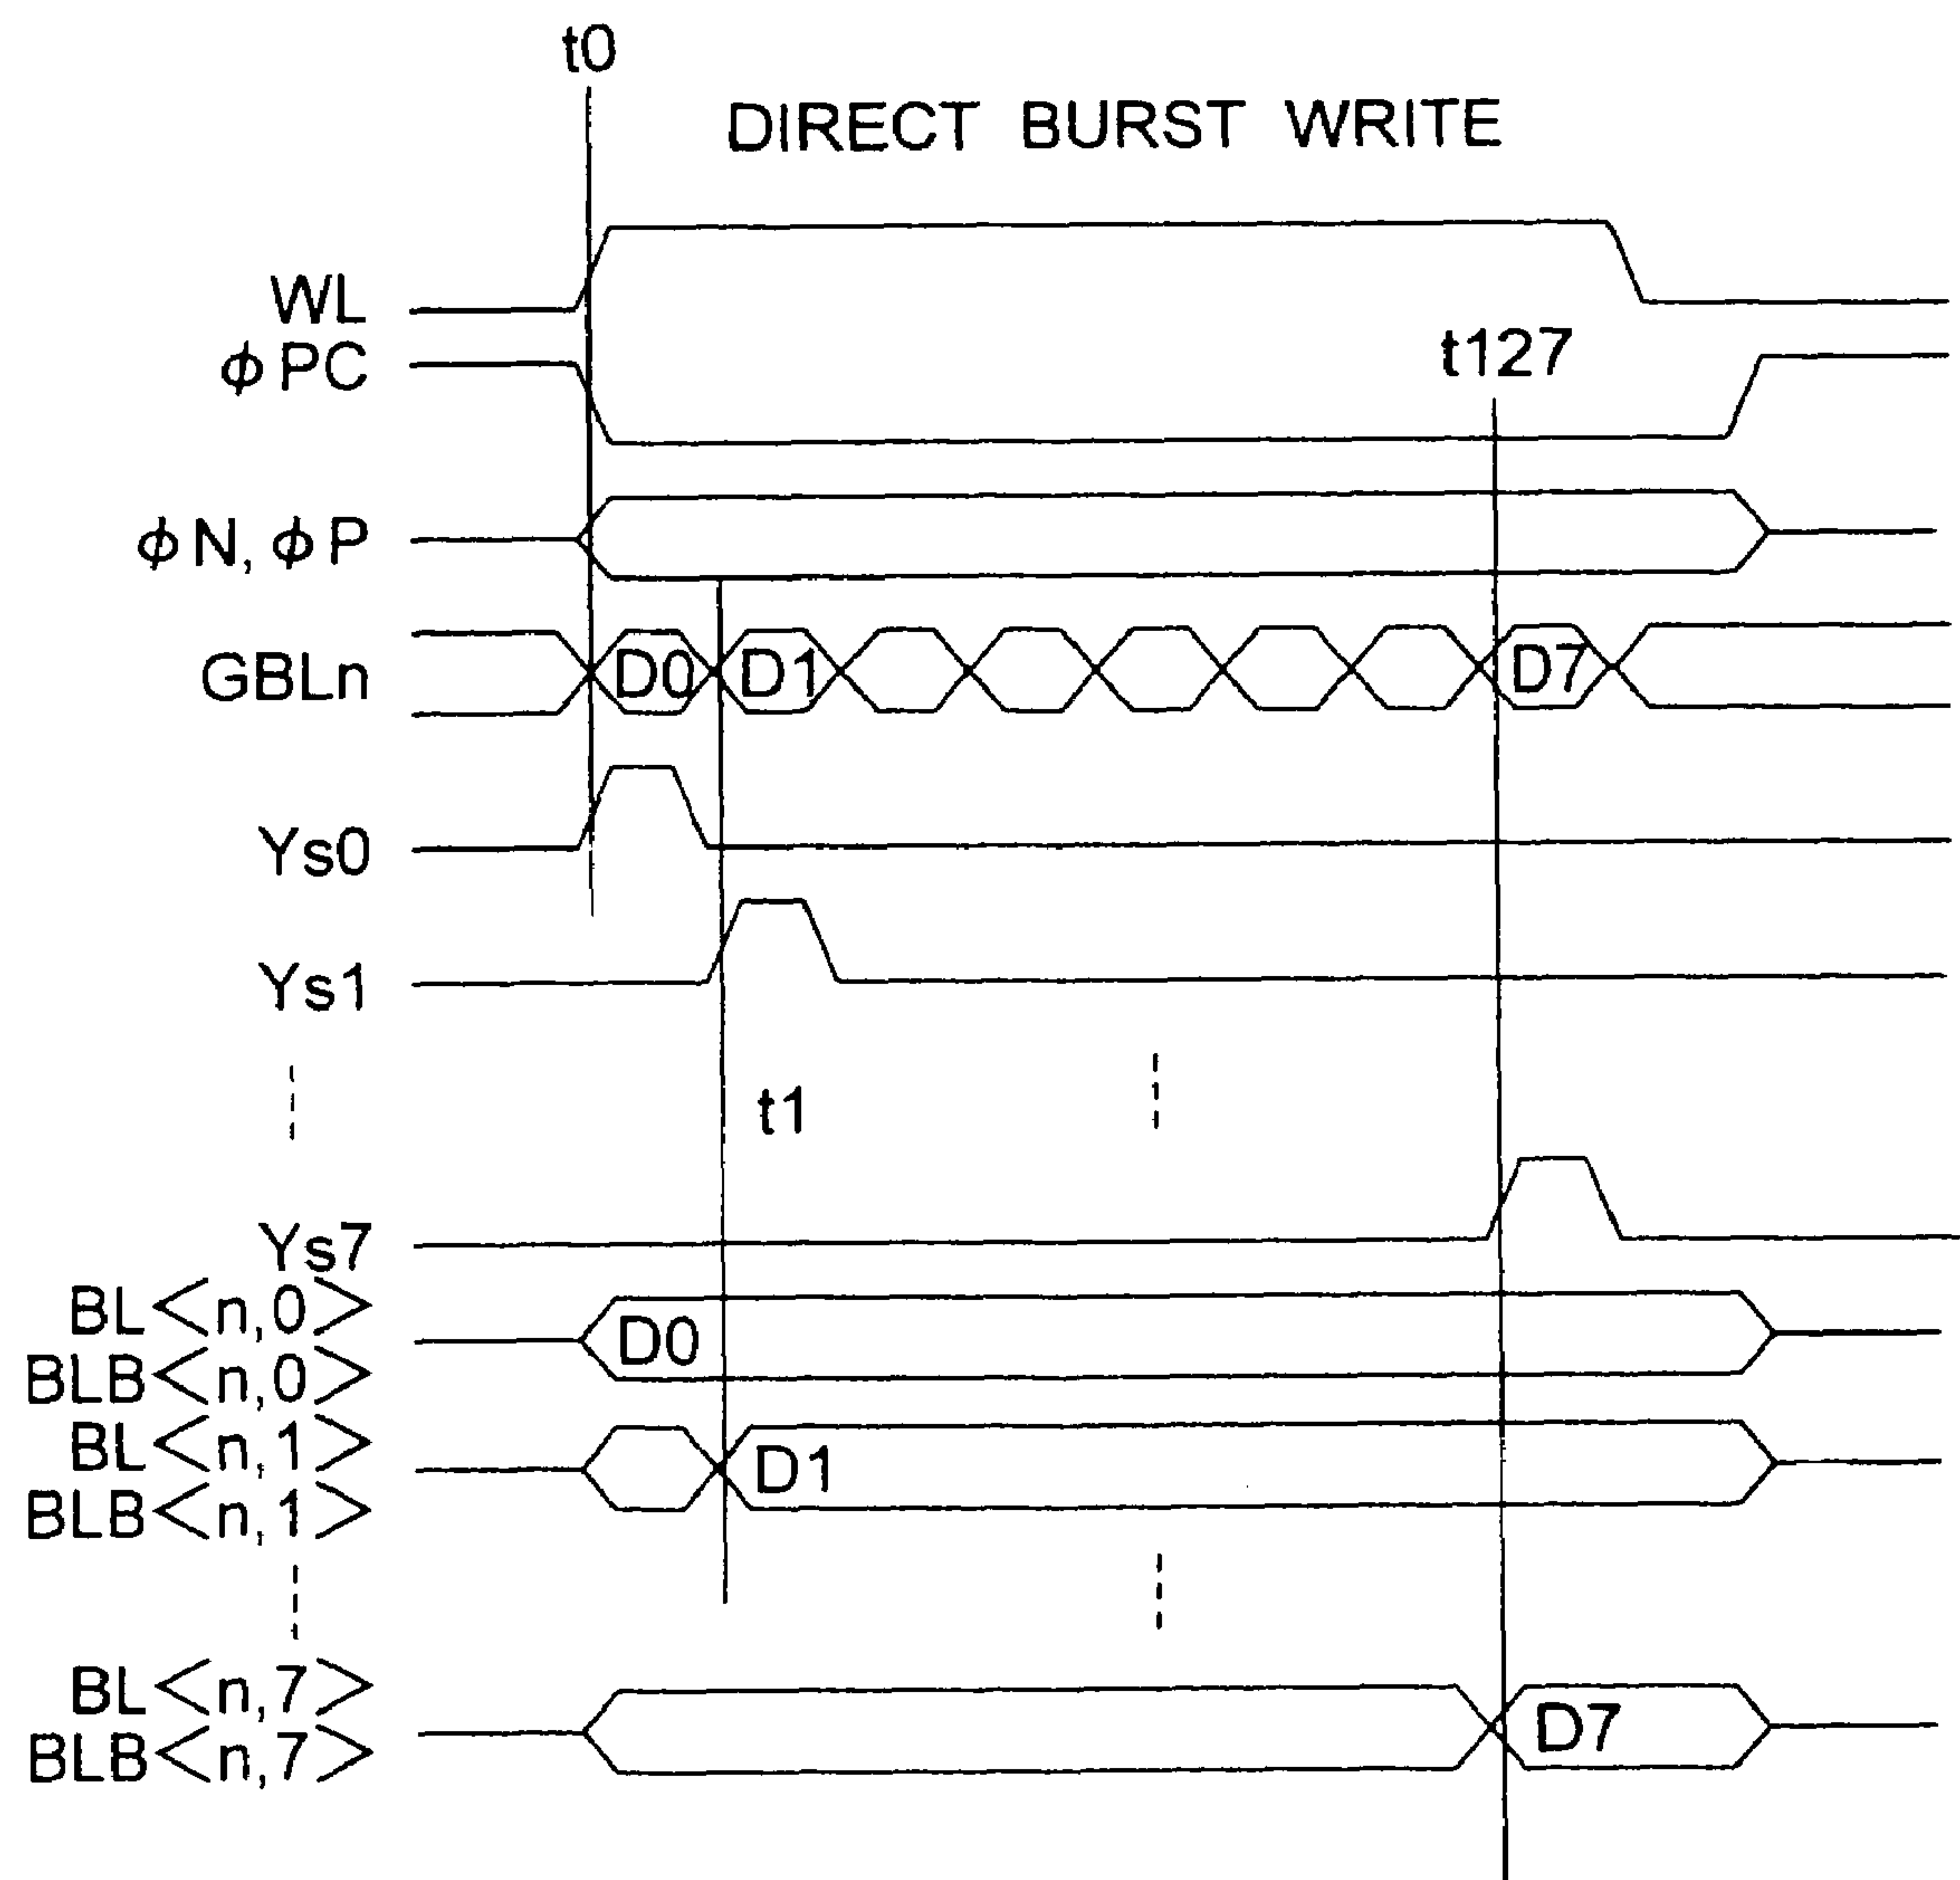 t0
DIRECT BURST WRITE
WL
t127
φPC
φN, φP
GBLn
D0
D1
D7
Ys0
Ys1
t1
Ys7
BL<n,0>
D0
BLB<n,0>
BL<n,1>
D1
BLB<n,1>
BL<n,7>
D7
BLB<n,7>